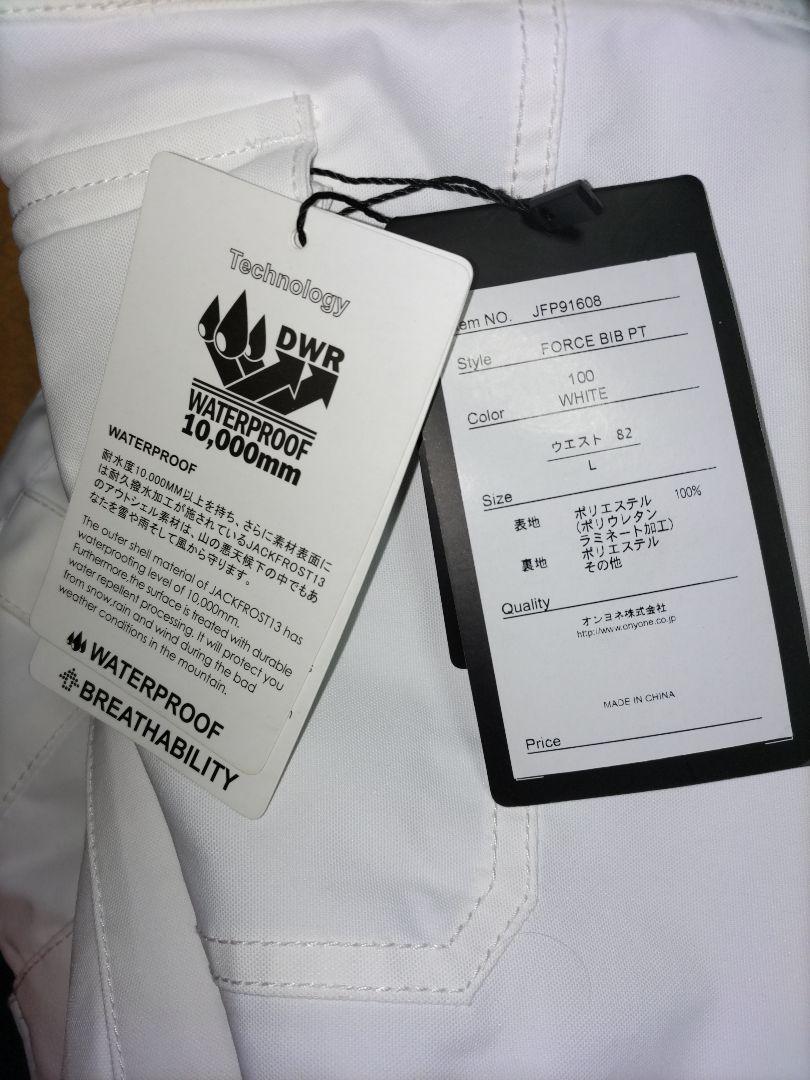 Technology
DWR
WATERPROOF
10,000mm
WATERPROOF
耐水度10,000MM以上を持ち、さらに素材表面に
は耐久撥水加工が施されているJACKFROST13
のアウトシェル素材は、山の悪天候下の中でもあ
なたを雪や雨そして風から守ります。
The outer shell material of JACKFROST13 has
waterproofing level of 10,000mm.
Furthermore,the surface is treated with durable
water repellent processing. It will protect you
from snow,rain and wind during the bad
weather conditions in the mountain.
WATERPROOF
BREATHABILITY
em NO. JFP91608
Style FORCE BIB PT
100
Color WHITE
ウエスト 82
L
Size
表地 ポリエステル 100%
(ポリウレタン
ラミネート加工)
裏地 ポリエステル
その他
Quality
オンヨネ株式会社
http://www.onyone.co.jp
MADE IN CHINA
Price